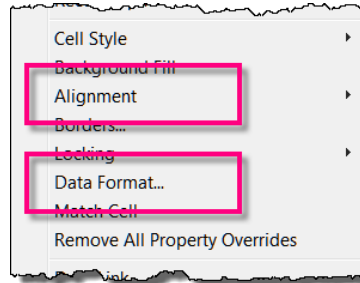 Cell Style
Background Fill
Alignment
Borders...
Locking
Data Format...
Match Cell
Remove All Property Overrides